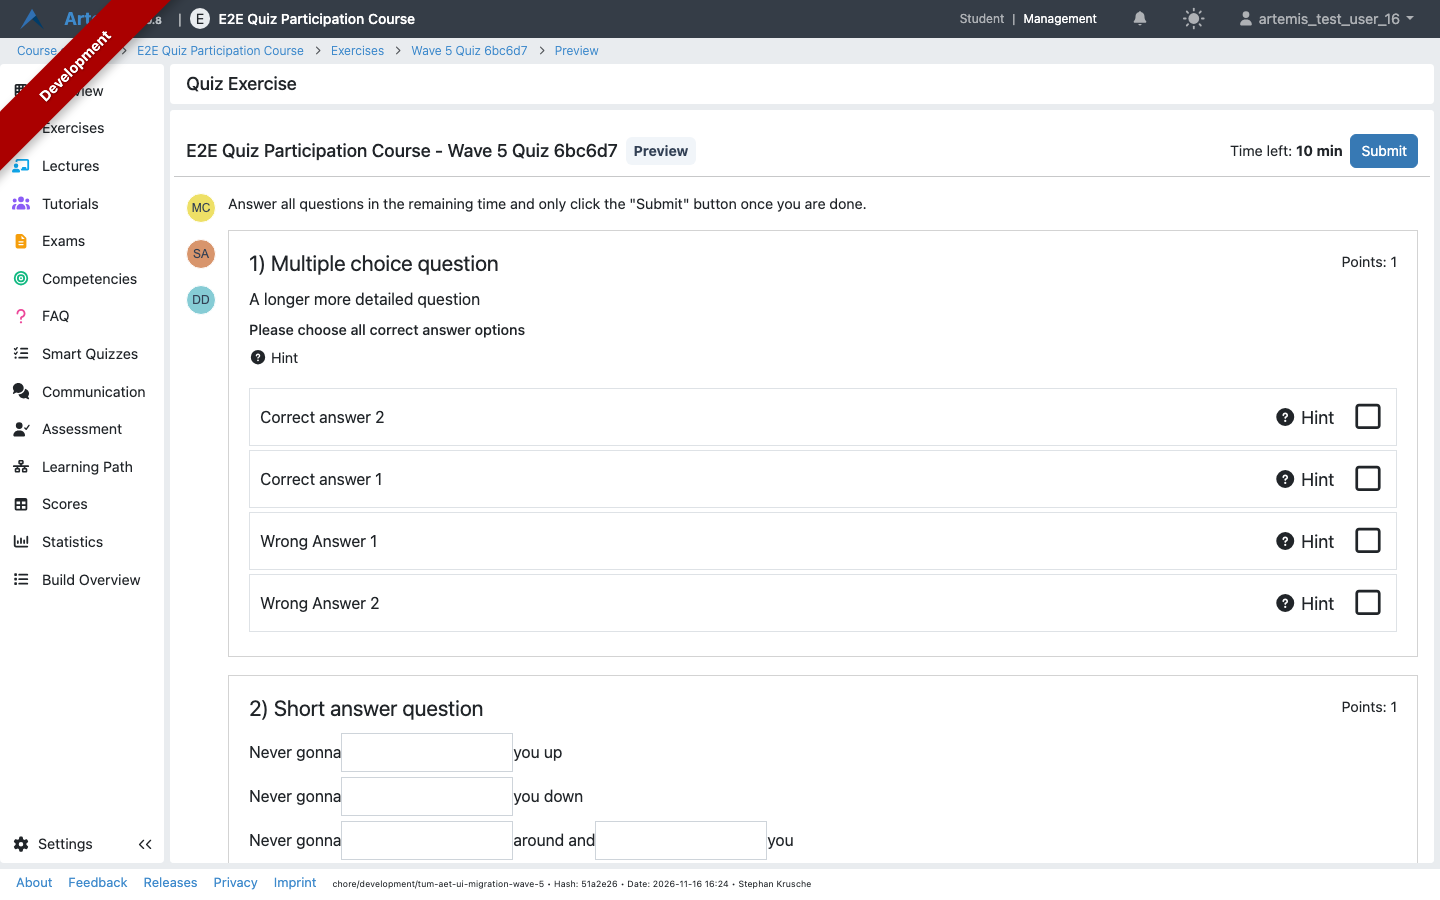 | E E2E Quiz Participation Course Student | Management artemis_test_user_16
Development
Course > E2E Quiz Participation Course > Exercises > Wave 5 Quiz 6bc6d7 > Preview
Quiz Exercise
Exercises
Lectures
Tutorials
Exams
Competencies
FAQ
Smart Quizzes
Communication
Assessment
Learning Path
Scores
Statistics
Build Overview
Settings
E2E Quiz Participation Course - Wave 5 Quiz 6bc6d7 Preview Time left: 10 min Submit
MC
SA
DD
Answer all questions in the remaining time and only click the "Submit" button once you are done.
1) Multiple choice question Points: 1
A longer more detailed question
Please choose all correct answer options
Hint
Correct answer 2 Hint
Correct answer 1 Hint
Wrong Answer 1 Hint
Wrong Answer 2 Hint
2) Short answer question Points: 1
Never gonna you up
Never gonna you down
Never gonna around and you
About Feedback Releases Privacy Imprint chore/development/tum-aet-ui-migration-wave-5 • Hash: 51a2e26 • Date: 2026-11-16 16:24 • Stephan Krusche